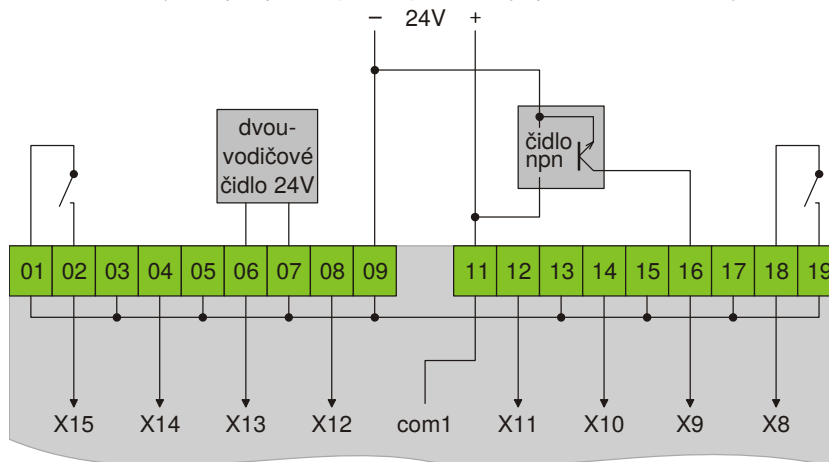 – 24V +
dvou-
vodičové
čidlo 24V
čidlo
npn
01 02 03 04 05 06 07 08 09 11 12 13 14 15 16 17 18 19
X15 X14 X13 X12 com1 X11 X10 X9 X8